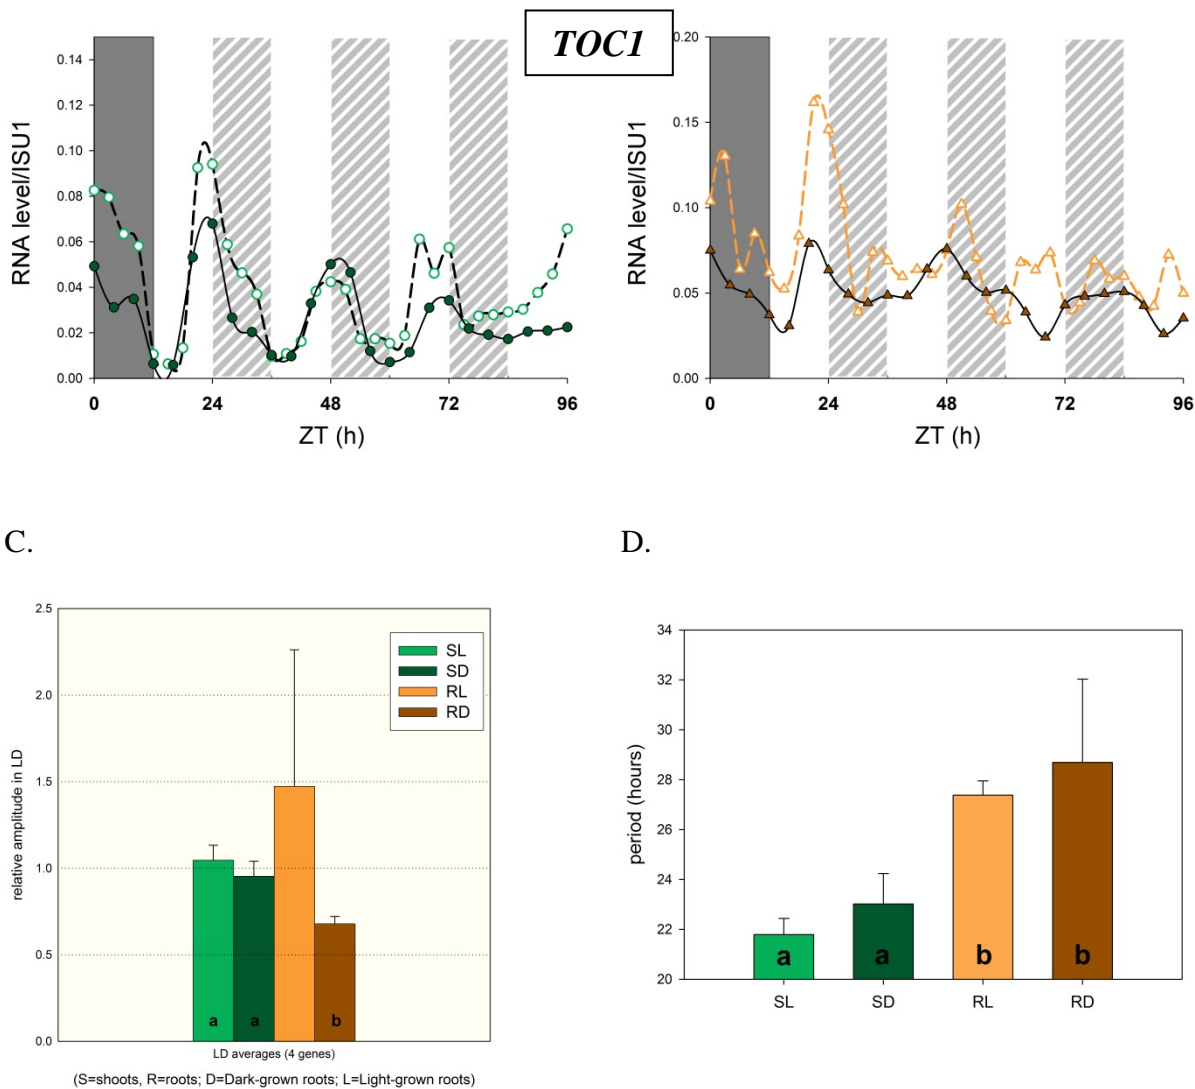 TOC1
RNA level/ISU1
0.14
0.12
0.10
0.08
0.06
0.04
0.02
0.00
0
24
48
72
96
ZT (h)
RNA level/ISU1
0.20
0.15
0.10
0.05
0.00
0
24
48
72
96
ZT (h)
C.
relative amplitude in LD
2.5
2.0
1.5
1.0
0.5
0.0
SL
SD
RL
RD
a
a
b
LD averages (4 genes)
(S=shoots, R=roots; D=Dark-grown roots; L=Light-grown roots)
D.
period (hours)
34
32
30
28
26
24
22
20
a
a
b
b
SL
SD
RL
RD